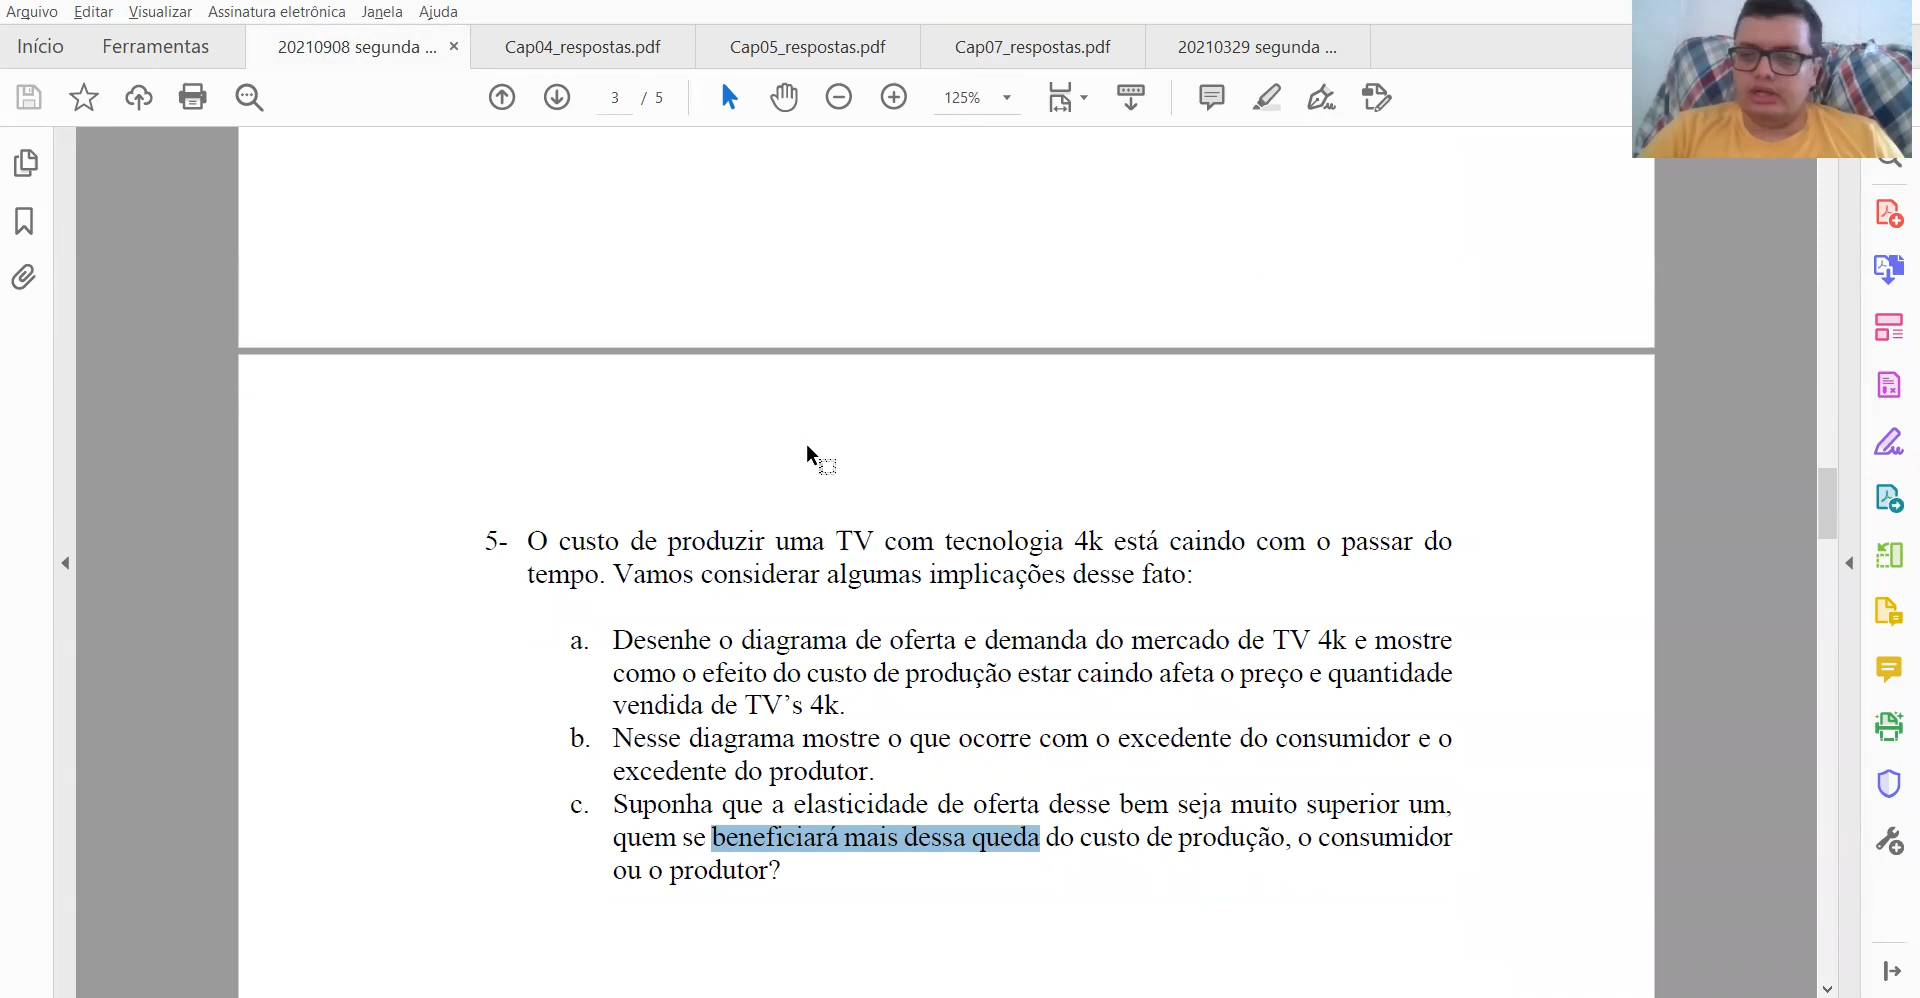 Arquivo Editar Visualizar Assinatura eletrônica Janela Ajuda
Início Ferramentas 20210908 segunda ... × Cap04_respostas.pdf Cap05_respostas.pdf Cap07_respostas.pdf 20210329 segunda ...
3 / 5 125%
5- O custo de produzir uma TV com tecnologia 4k está caindo com o passar do
tempo. Vamos considerar algumas implicações desse fato:
a. Desenhe o diagrama de oferta e demanda do mercado de TV 4k e mostre
como o efeito do custo de produção estar caindo afeta o preço e quantidade
vendida de TV’s 4k.
b. Nesse diagrama mostre o que ocorre com o excedente do consumidor e o
excedente do produtor.
c. Suponha que a elasticidade de oferta desse bem seja muito superior um,
quem se beneficiará mais dessa queda do custo de produção, o consumidor
ou o produtor?